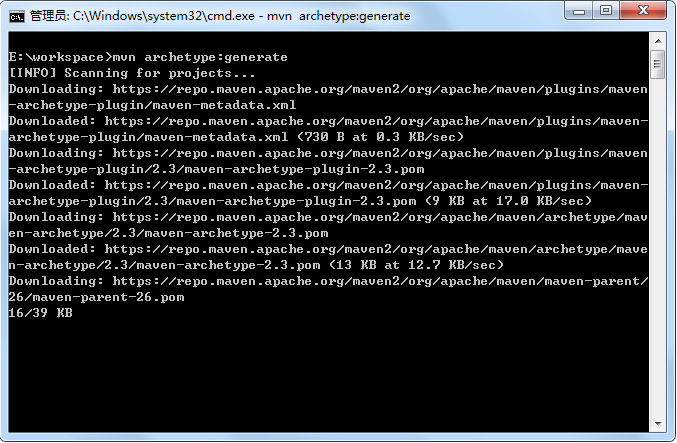 管理员: C:\Windows\system32\cmd.exe - mvn  archetype:generate
E:\workspace>mvn archetype:generate
[INFO] Scanning for projects...
Downloading: https://repo.maven.apache.org/maven2/org/apache/maven/plugins/maven
-archetype-plugin/maven-metadata.xml
Downloaded: https://repo.maven.apache.org/maven2/org/apache/maven/plugins/maven-
archetype-plugin/maven-metadata.xml (730 B at 0.3 KB/sec)
Downloading: https://repo.maven.apache.org/maven2/org/apache/maven/plugins/maven
-archetype-plugin/2.3/maven-archetype-plugin-2.3.pom
Downloaded: https://repo.maven.apache.org/maven2/org/apache/maven/plugins/maven-
archetype-plugin/2.3/maven-archetype-plugin-2.3.pom (9 KB at 17.0 KB/sec)
Downloading: https://repo.maven.apache.org/maven2/org/apache/maven/archetype/mav
en-archetype/2.3/maven-archetype-2.3.pom
Downloaded: https://repo.maven.apache.org/maven2/org/apache/maven/archetype/mave
n-archetype/2.3/maven-archetype-2.3.pom (13 KB at 12.7 KB/sec)
Downloading: https://repo.maven.apache.org/maven2/org/apache/maven/maven-parent/
26/maven-parent-26.pom
16/39 KB